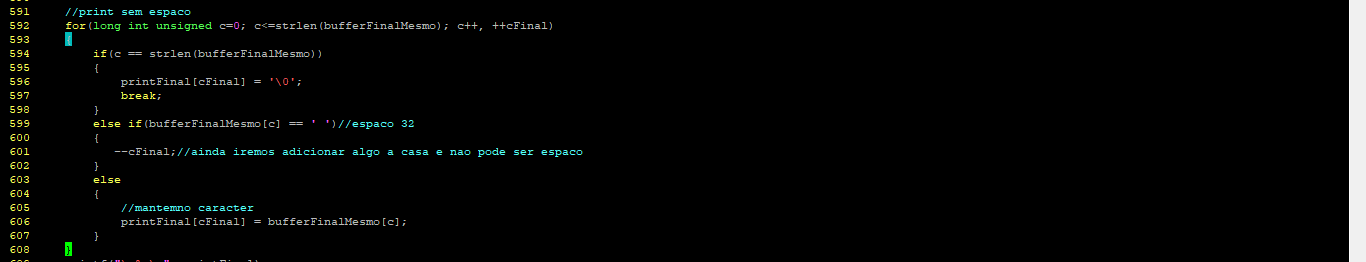 591 //print sem espaco
592 for(long int unsigned c=0; c<=strlen(bufferFinalMesmo); c++, ++cFinal)
593 {
594 if(c == strlen(bufferFinalMesmo))
595 {
596 printFinal[cFinal] = '\0';
597 break;
598 }
599 else if(bufferFinalMesmo[c] == ' ')//espaco 32
600 {
601 --cFinal;//ainda iremos adicionar algo a casa e nao pode ser espaco
602 }
603 else
604 {
605 //mantemno caracter
606 printFinal[cFinal] = bufferFinalMesmo[c];
607 }
608 }